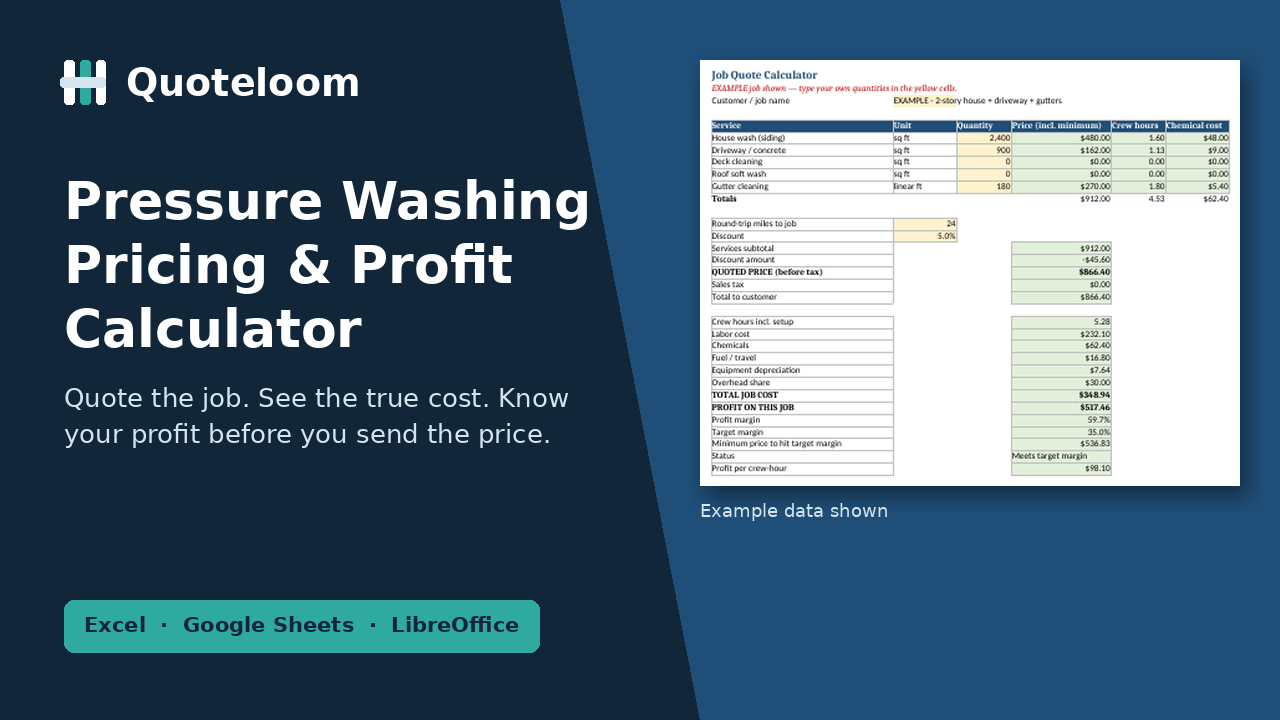 Quoteloom
Pressure Washing
Pricing & Profit
Calculator
Quote the job. See the true cost. Know
your profit before you send the price.
Excel · Google Sheets · LibreOffice
Job Quote Calculator
EXAMPLE job shown — type your own quantities in the yellow cells.
Customer / job name EXAMPLE - 2-story house + driveway + gutters
Service Unit Quantity Price (incl. minimum) Crew hours Chemical cost
House wash (siding) sq ft 2,400 $480.00 1.60 $48.00
Driveway / concrete sq ft 900 $162.00 1.13 $9.00
Deck cleaning sq ft 0 $0.00 0.00 $0.00
Roof soft wash sq ft 0 $0.00 0.00 $0.00
Gutter cleaning linear ft 180 $270.00 1.80 $5.40
Totals $912.00 4.53 $62.40
Round-trip miles to job 24
Discount 5.0%
Services subtotal $912.00
Discount amount -$45.60
QUOTED PRICE (before tax) $866.40
Sales tax $0.00
Total to customer $866.40
Crew hours incl. setup 5.28
Labor cost $232.10
Chemicals $62.40
Fuel / travel $16.80
Equipment depreciation $7.64
Overhead share $30.00
TOTAL JOB COST $348.94
PROFIT ON THIS JOB $517.46
Profit margin 59.7%
Target margin 35.0%
Minimum price to hit target margin $536.83
Status Meets target margin
Profit per crew-hour $98.10
Example data shown